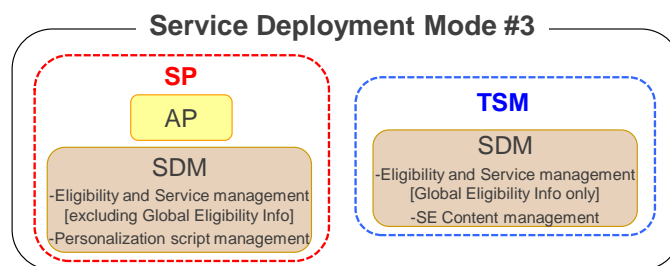 Service Deployment Mode #3
SP
AP
SDM
-Eligibility and Service management
[excluding Global Eligibility Info]
-Personalization script management
TSM
SDM
-Eligibility and Service management
[Global Eligibility Info only]
-SE Content management